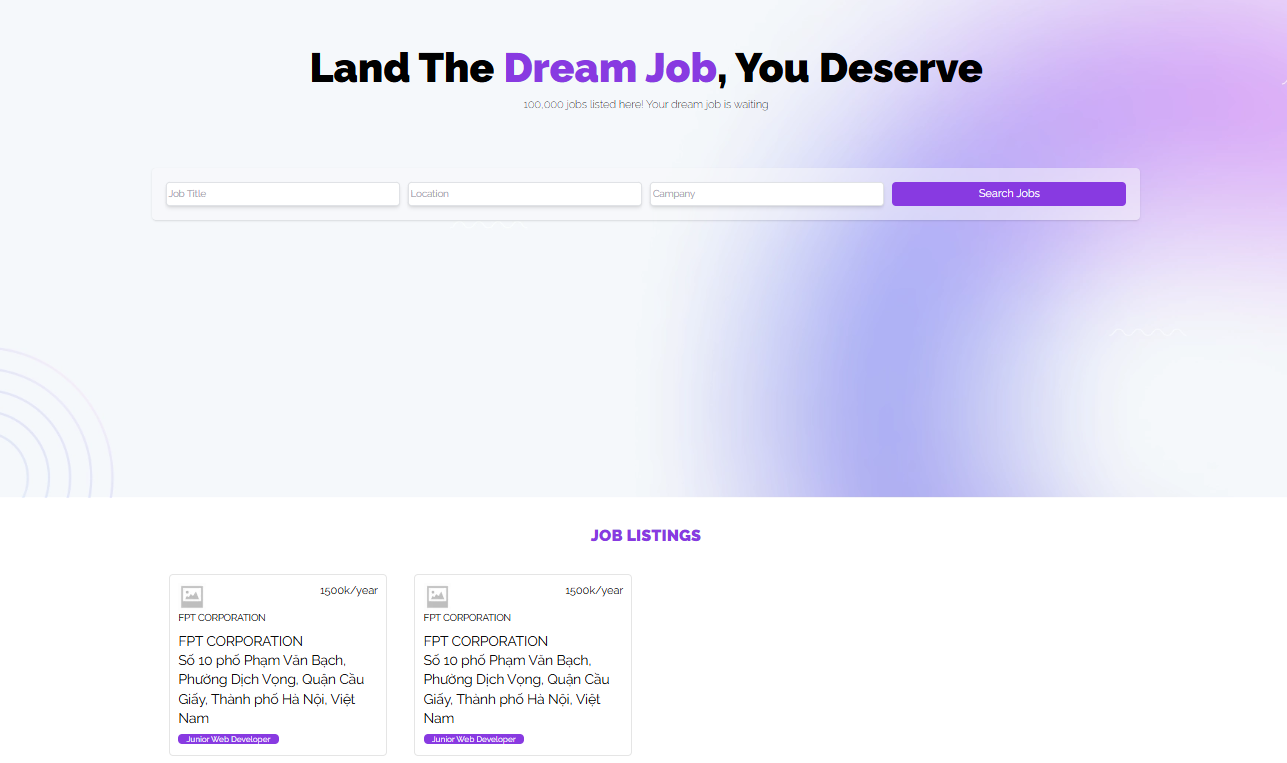 Land The Dream Job, You Deserve
100,000 jobs listed here! Your dream job is waiting
Job Title
Location
Campany
Search Jobs
JOB LISTINGS
1500k/year
FPT CORPORATION
FPT CORPORATION
Số 10 phố Phạm Văn Bạch,
Phường Dịch Vọng, Quận Cầu
Giấy, Thành phố Hà Nội, Việt
Nam
Junior Web Developer
1500k/year
FPT CORPORATION
FPT CORPORATION
Số 10 phố Phạm Văn Bạch,
Phường Dịch Vọng, Quận Cầu
Giấy, Thành phố Hà Nội, Việt
Nam
Junior Web Developer